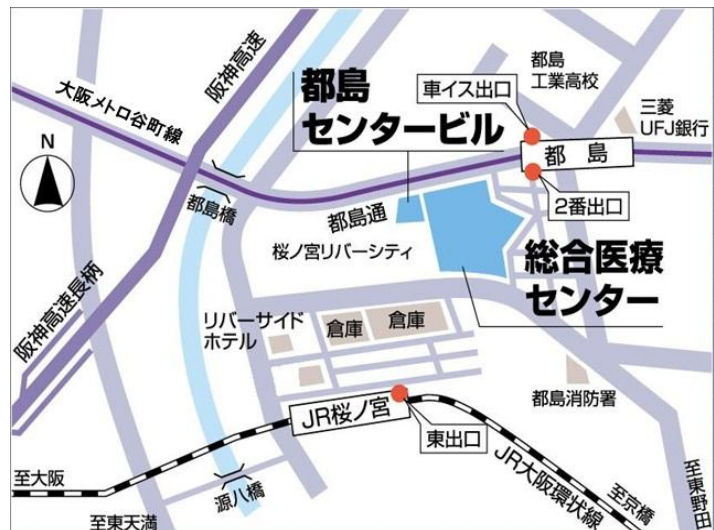 阪神高速
大阪メトロ谷町線
都島
センタービル
都島
工業高校
車イス出口
三菱
UFJ銀行
N
都島
2番出口
都島橋
都島通
桜ノ宮リバーシティ
総合医療
センター
阪神高速長柄
リバーサイド
ホテル
倉庫
倉庫
都島消防署
JR桜ノ宮
東出口
至大阪
源八橋
JR大阪環状線
至京橋
至東野田
至東天満